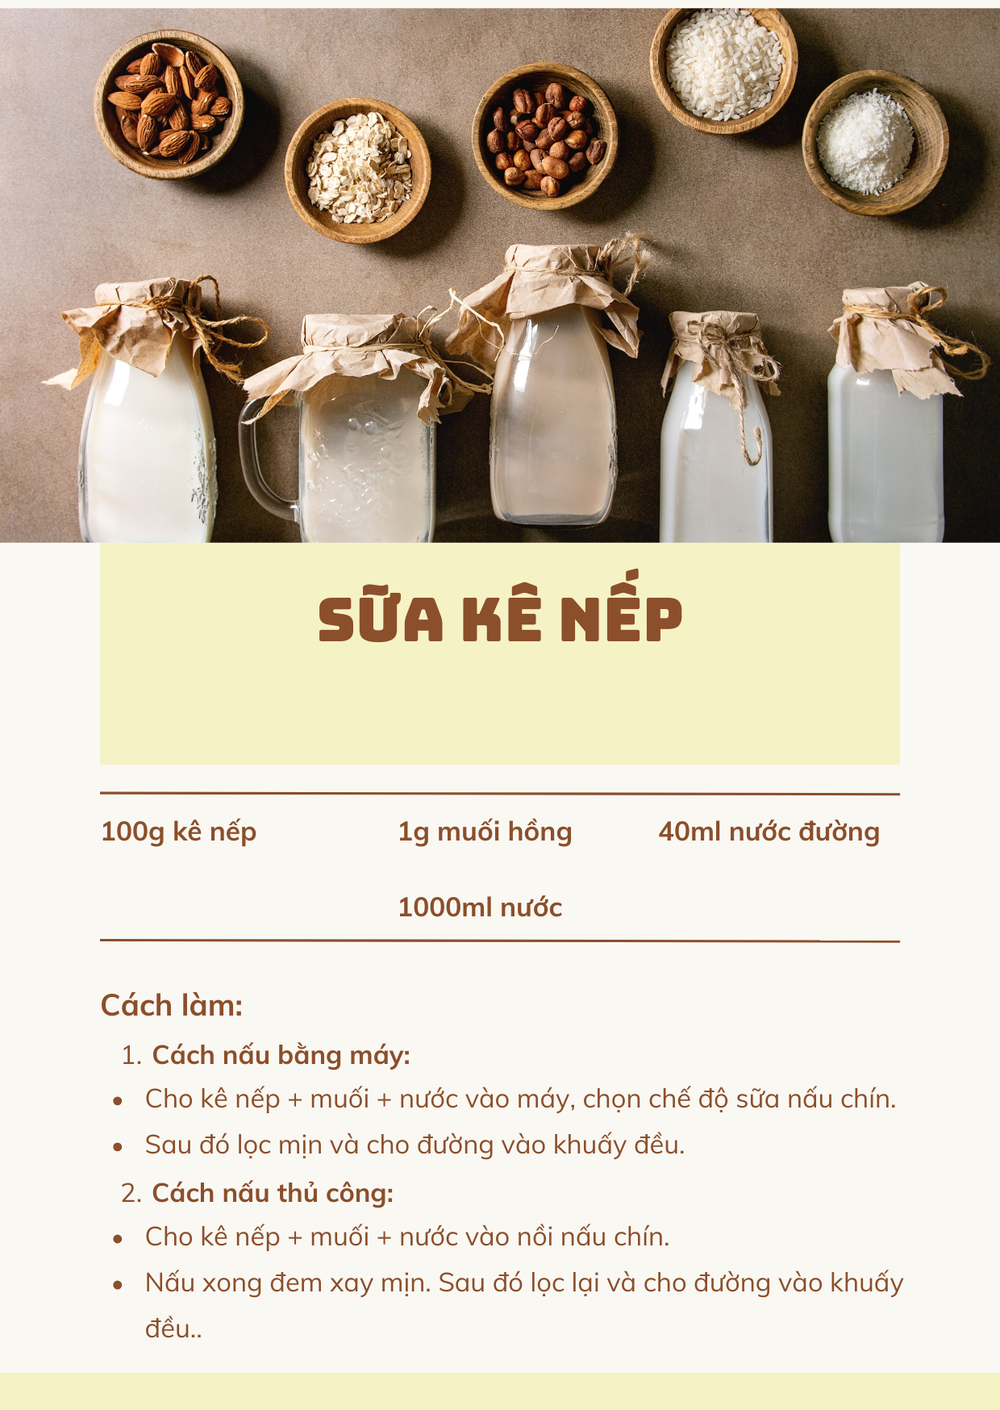 SỮA KÊ NẾP
100g kê nếp 1g muối hồng 40ml nước đường
1000ml nước
Cách làm:
1. Cách nấu bằng máy:
• Cho kê nếp + muối + nước vào máy, chọn chế độ sữa nấu chín.
• Sau đó lọc mịn và cho đường vào khuấy đều.
2. Cách nấu thủ công:
• Cho kê nếp + muối + nước vào nồi nấu chín.
• Nấu xong đem xay mịn. Sau đó lọc lại và cho đường vào khuấy
đều..